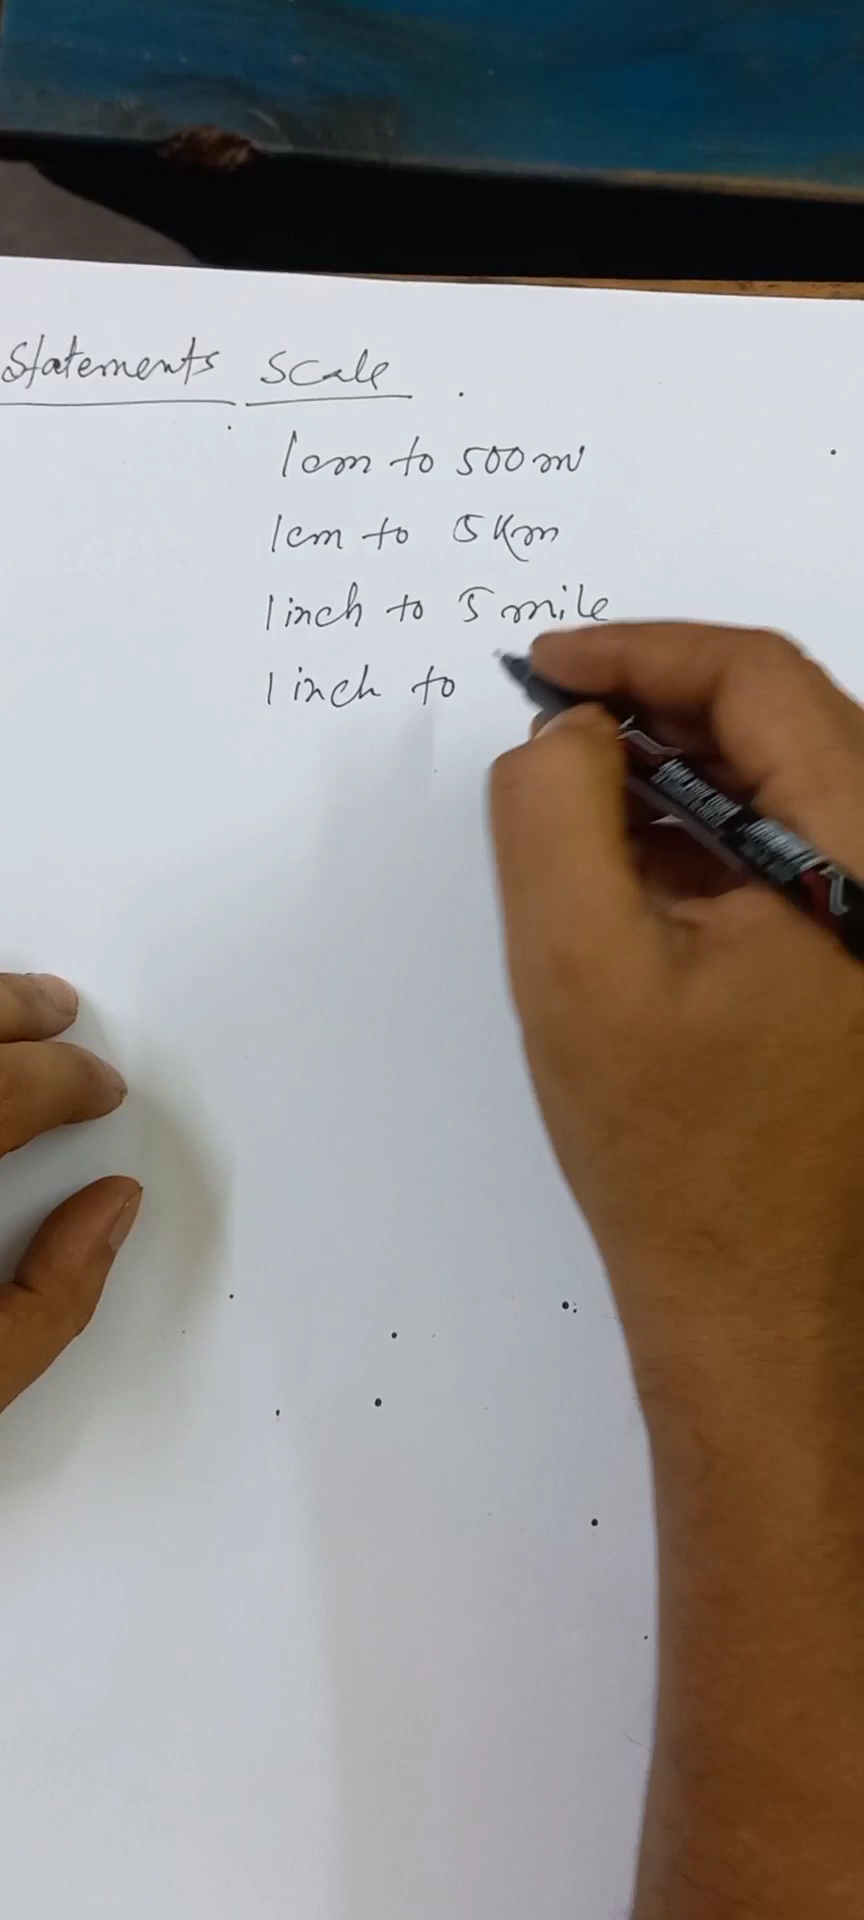 Statements Scale
1cm to 500m
1cm to 5Km
1inch to 5mile
1inch to